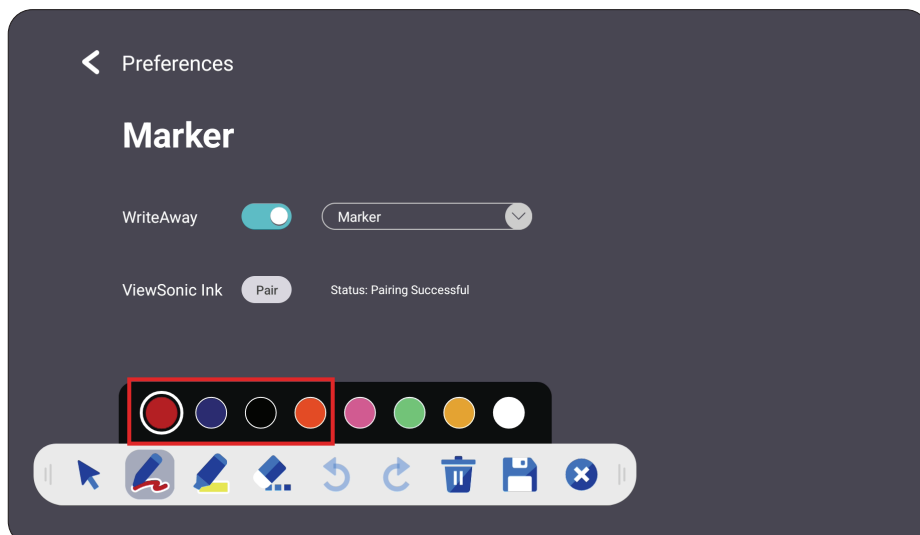 Preferences
Marker
WriteAway Marker
ViewSonic Ink Pair Status: Pairing Successful